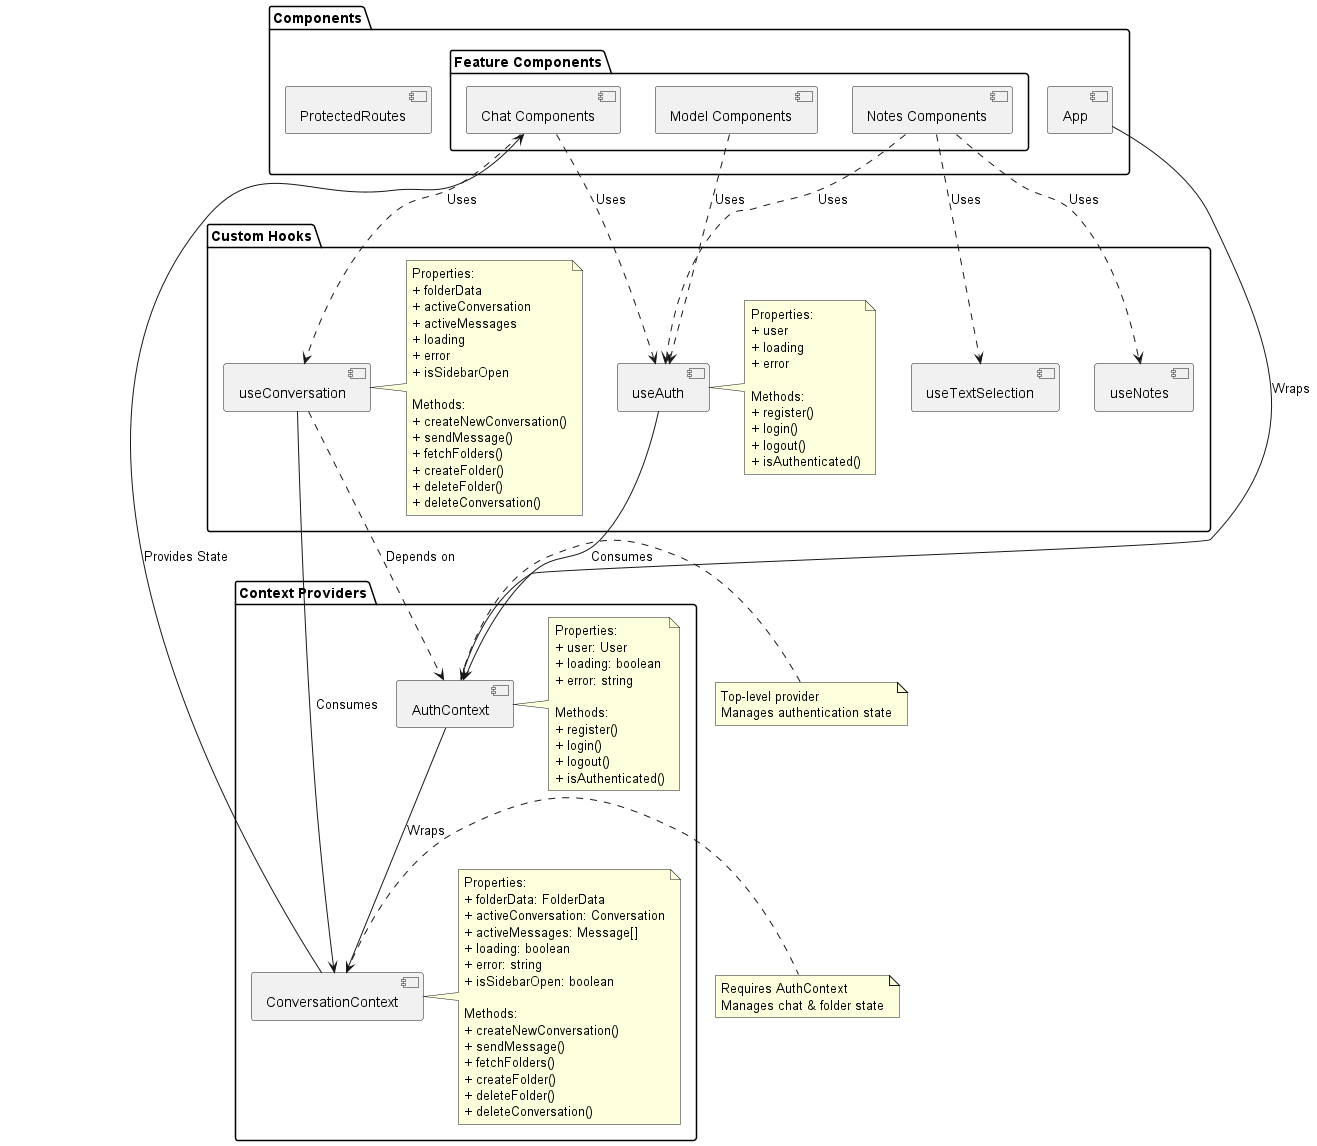 Components
Feature Components
ProtectedRoutes
Chat Components
Model Components
Notes Components
App
Uses
Uses
Uses
Uses
Uses
Uses
Custom Hooks
Properties:
+ folderData
+ activeConversation
+ activeMessages
+ loading
+ error
+ isSidebarOpen
Methods:
+ createNewConversation()
+ sendMessage()
+ fetchFolders()
+ createFolder()
+ deleteFolder()
+ deleteConversation()
Properties:
+ user
+ loading
+ error
Methods:
+ register()
+ login()
+ logout()
+ isAuthenticated()
useConversation
useAuth
useTextSelection
useNotes
Wraps
Provides State
Depends on
Consumes
Context Providers
Properties:
+ user: User
+ loading: boolean
+ error: string
Methods:
+ register()
+ login()
+ logout()
+ isAuthenticated()
Consumes
AuthContext
Top-level provider
Manages authentication state
Wraps
Properties:
+ folderData: FolderData
+ activeConversation: Conversation
+ activeMessages: Message[]
+ loading: boolean
+ error: string
+ isSidebarOpen: boolean
Methods:
+ createNewConversation()
+ sendMessage()
+ fetchFolders()
+ createFolder()
+ deleteFolder()
+ deleteConversation()
ConversationContext
Requires AuthContext
Manages chat & folder state